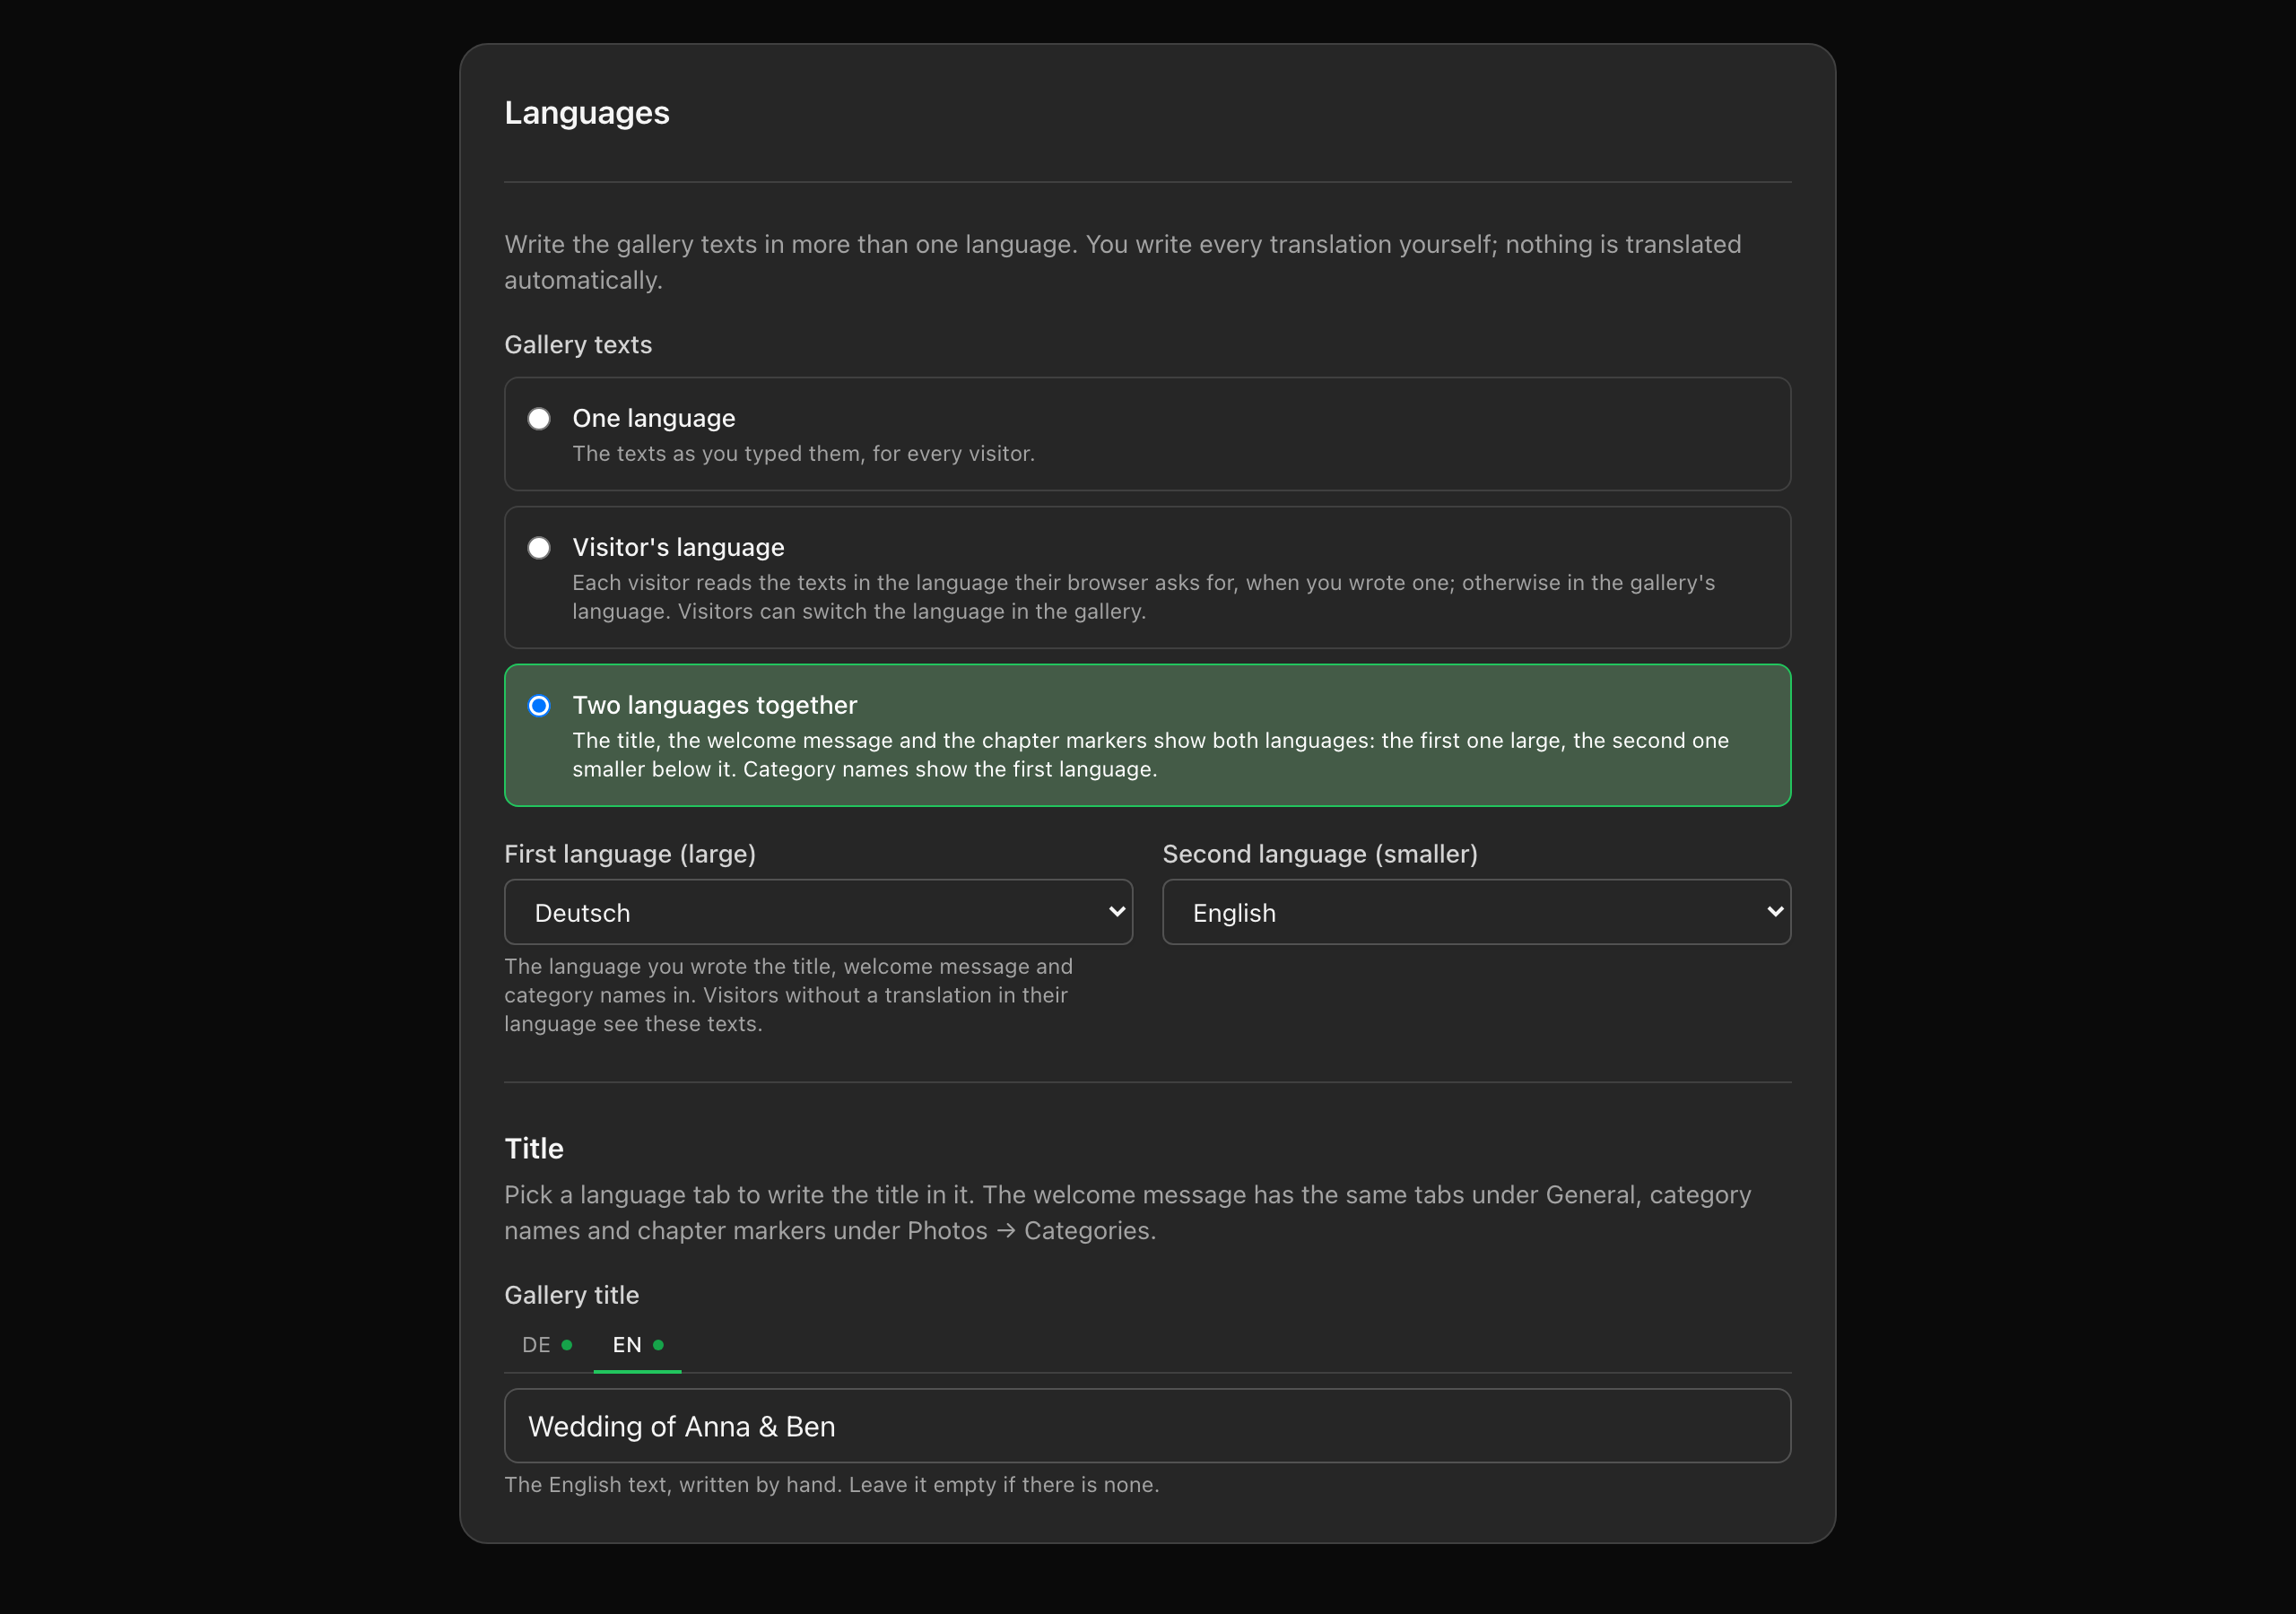 Languages
Write the gallery texts in more than one language. You write every translation yourself; nothing is translated
automatically.
Gallery texts
One language
The texts as you typed them, for every visitor.
Visitor's language
Each visitor reads the texts in the language their browser asks for, when you wrote one; otherwise in the gallery's
language. Visitors can switch the language in the gallery.
Two languages together
The title, the welcome message and the chapter markers show both languages: the first one large, the second one
smaller below it. Category names show the first language.
First language (large)
Deutsch
The language you wrote the title, welcome message and
category names in. Visitors without a translation in their
language see these texts.
Second language (smaller)
English
Title
Pick a language tab to write the title in it. The welcome message has the same tabs under General, category
names and chapter markers under Photos → Categories.
Gallery title
DE EN
Wedding of Anna & Ben
The English text, written by hand. Leave it empty if there is none.